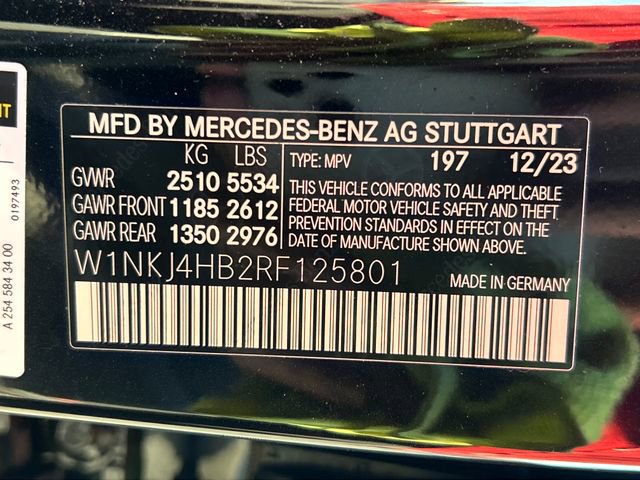 MFD BY MERCEDES-BENZ AG STUTTGART
KG LBS
GVWR 2510 5534
GAWR FRONT 1185 2612
GAWR REAR 1350 2976
TYPE: MPV 197 12/23
THIS VEHICLE CONFORMS TO ALL APPLICABLE
FEDERAL MOTOR VEHICLE SAFETY AND THEFT
PREVENTION STANDARDS IN EFFECT ON THE
DATE OF MANUFACTURE SHOWN ABOVE.
W1NKJ4HB2RF125801
MADE IN GERMANY
A 254 584 34 00
0197493